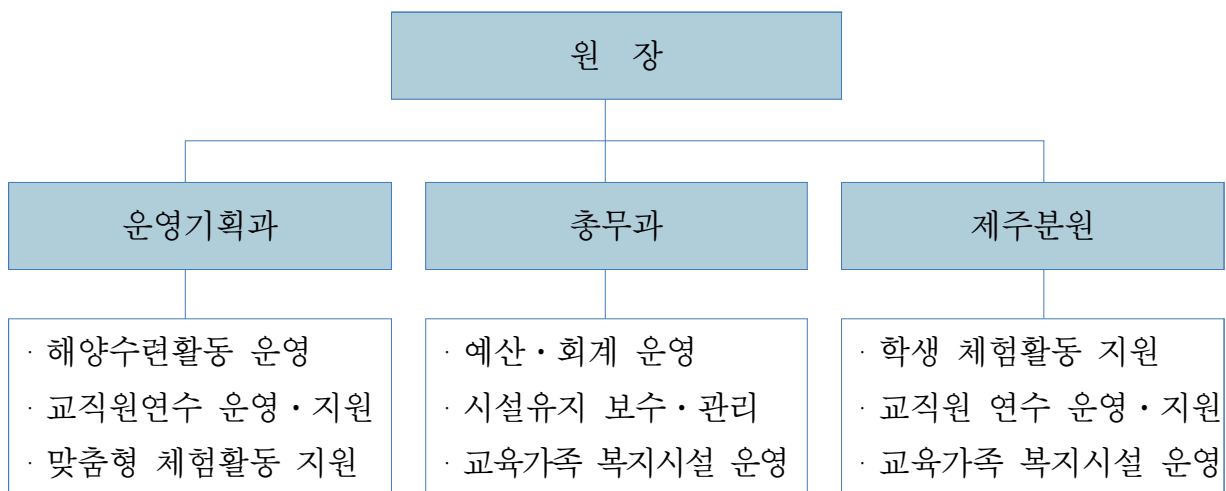 원 장
운영기획과
총무과
제주분원
· 해양수련활동 운영
· 교직원연수 운영・지원
· 맞춤형 체험활동 지원
· 예산・회계 운영
· 시설유지 보수・관리
· 교육가족 복지시설 운영
· 학생 체험활동 지원
· 교직원 연수 운영・지원
· 교육가족 복지시설 운영